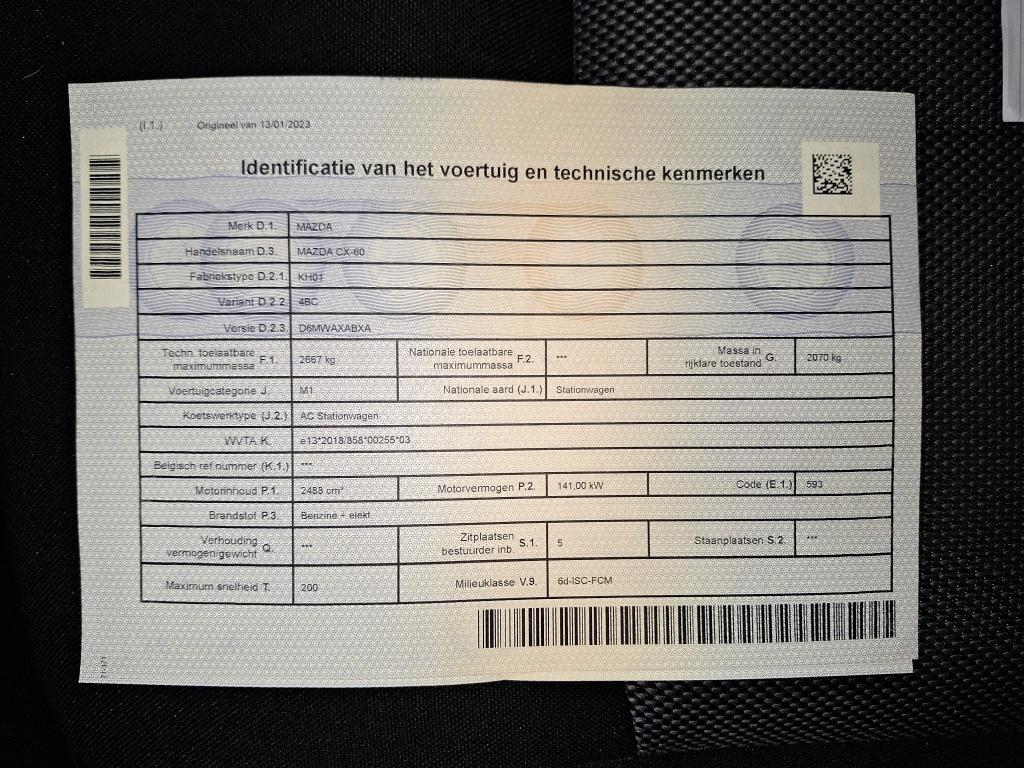 (I.1.) Origineel van 13/01/2023
Identificatie van het voertuig en technische kenmerken
Merk D.1. MAZDA
Handelsnaam D.3. MAZDA CX-60
Fabriekstype D.2.1. KH01
Variant D.2.2. 4BC
Versie D.2.3. D6MWAXABXA
Techn. toelaatbare maximummassa F.1. 2667 kg Nationale toelaatbare maximummassa F.2. *** Massa in rijklare toestand G. 2070 kg
Voertuigcategorie J. M1 Nationale aard (J.1.) Stationwagen
Koetswerktype (J.2.) AC Stationwagen
WVTA K. e13*2018/858*00255*03
Belgisch ref.nummer (K.1.) ***
Motorinhoud P.1. 2488 cm³ Motorvermogen P.2. 141,00 kW Code (E.1.) 593
Brandstof P.3. Benzine + elekt
Verhouding vermogen/gewicht Q. *** Zitplaatsen bestuurder inb. S.1. 5 Staanplaatsen S.2. ***
Maximum snelheid T. 200 Milieuklasse V.9. 6d-ISC-FCM